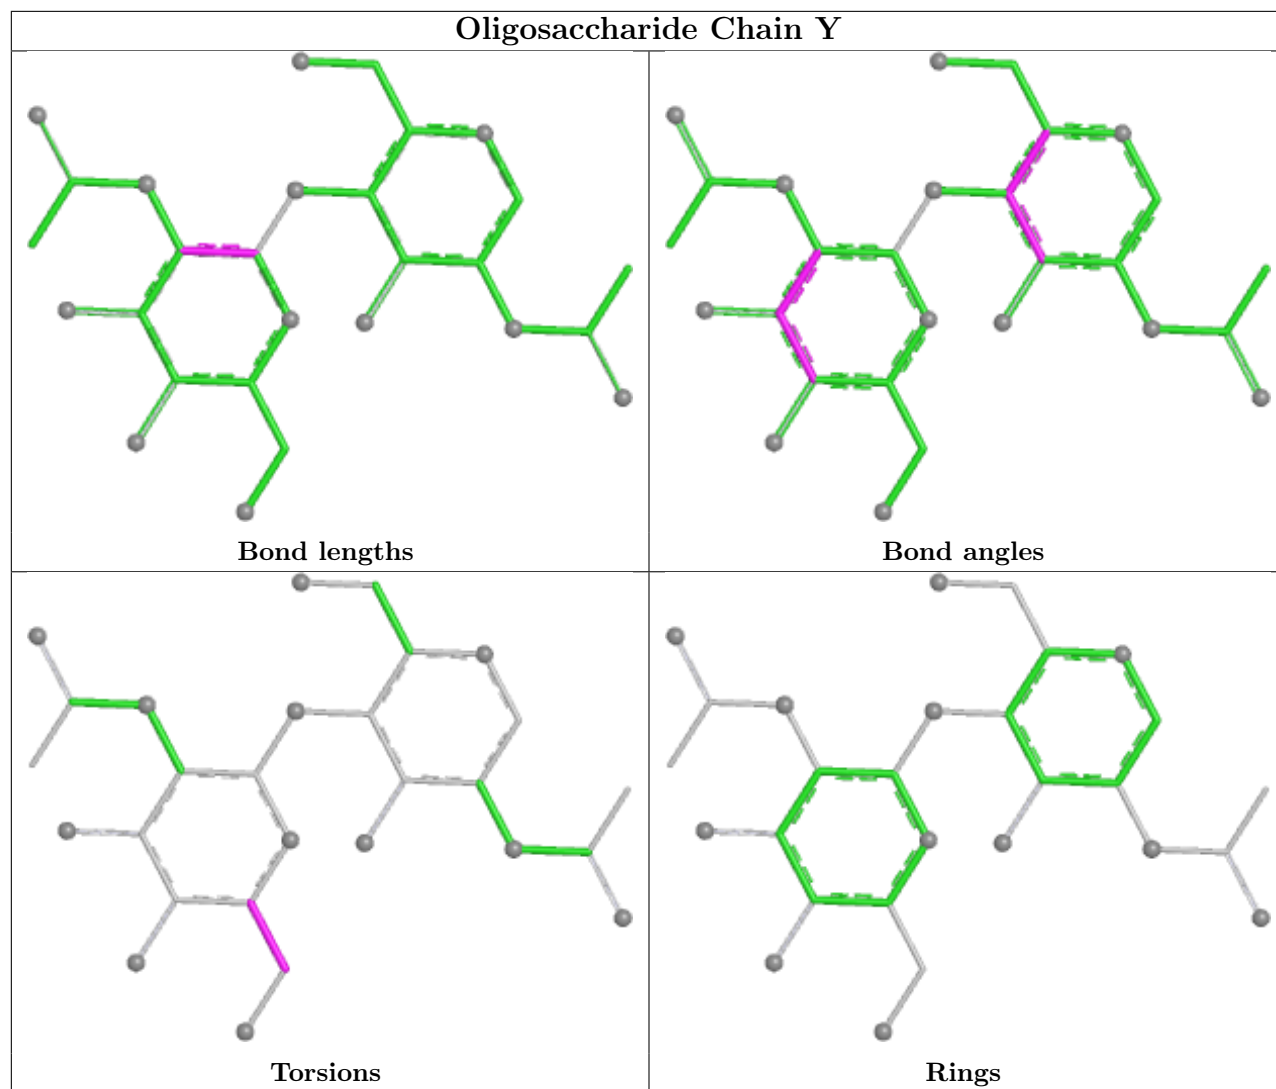 Oligosaccharide Chain Y
Bond lengths
Bond angles
Torsions
Rings